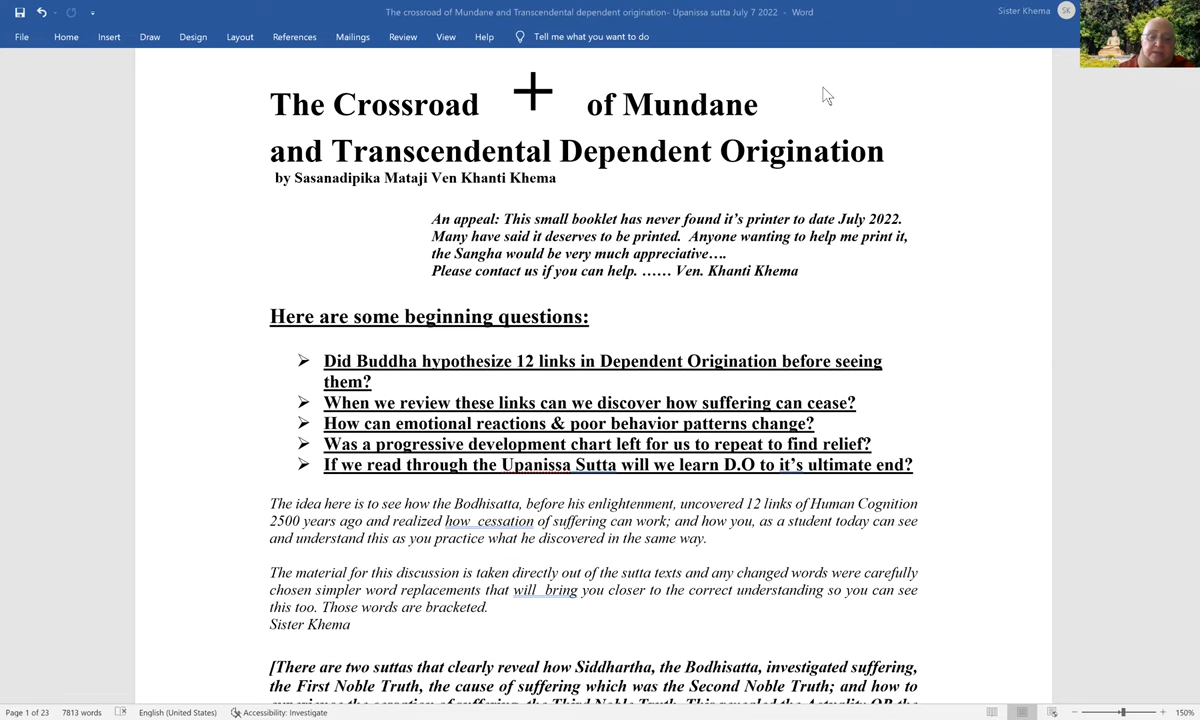 The crossroad of Mundane and Transcendental dependent origination- Upanissa sutta July 7 2022 - Word
Sister Khema
SK
File Home Insert Draw Design Layout References Mailings Review View Help Tell me what you want to do
The Crossroad + of Mundane
and Transcendental Dependent Origination
by Sasanadipika Mataji Ven Khanti Khema
An appeal: This small booklet has never found it's printer to date July 2022.
Many have said it deserves to be printed. Anyone wanting to help me print it,
the Sangha would be very much appreciative….
Please contact us if you can help. …… Ven. Khanti Khema
Here are some beginning questions:
➢ Did Buddha hypothesize 12 links in Dependent Origination before seeing
them?
➢ When we review these links can we discover how suffering can cease?
➢ How can emotional reactions & poor behavior patterns change?
➢ Was a progressive development chart left for us to repeat to find relief?
➢ If we read through the Upanissa Sutta will we learn D.O to it's ultimate end?
The idea here is to see how the Bodhisatta, before his enlightenment, uncovered 12 links of Human Cognition
2500 years ago and realized how cessation of suffering can work; and how you, as a student today can see
and understand this as you practice what he discovered in the same way.
The material for this discussion is taken directly out of the sutta texts and any changed words were carefully
chosen simpler word replacements that will bring you closer to the correct understanding so you can see
this too. Those words are bracketed.
Sister Khema
[There are two suttas that clearly reveal how Siddhartha, the Bodhisatta, investigated suffering,
the First Noble Truth, the cause of suffering which was the Second Noble Truth; and how to
Page 1 of 23 7813 words English (United States) Accessibility: Investigate 150%